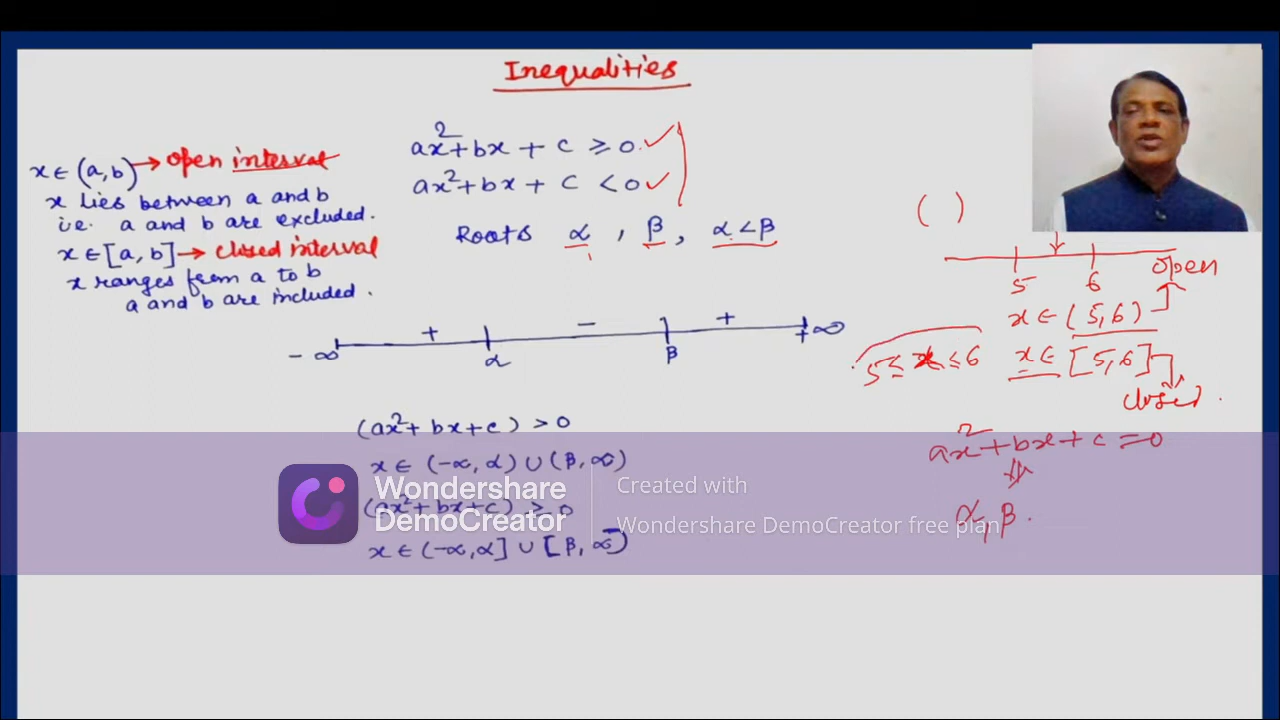 Inequalities
x ∈ (a, b) → open interval
x lies between a and b
i.e. a and b are excluded.
x ∈ [a, b] → closed interval
x ranges from a to b
a and b are included.
ax²+bx + c ≥ 0.
ax²+bx + c < 0
Roots α , β, α < β
+ − +
− ∞ α β + ∞
(ax²+ bx+c) > 0
x ∈ (-∞, α) ∪ (β, ∞)
(ax²+ bx+c) ≥ 0
x ∈ (-∞, α] ∪ [β, ∞)
( )
5 6
open
x ∈ (5,6)
5 ≤ x ≤ 6 x ∈ [5,6]
closed.
ax²+bx+c = 0
α, β.
Wondershare
DemoCreator
Created with
Wondershare DemoCreator free plan